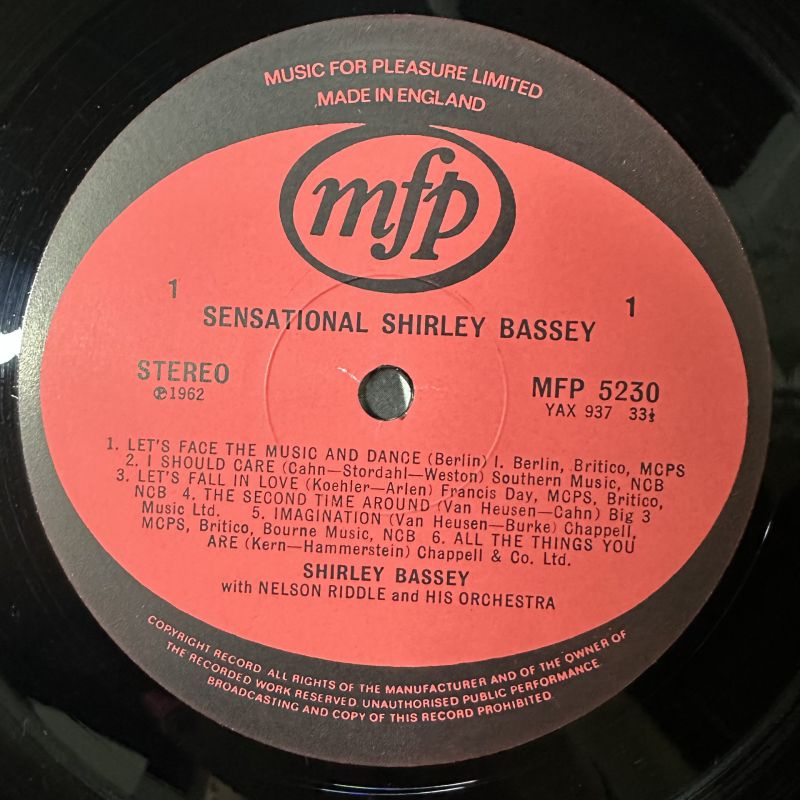 MUSIC FOR PLEASURE LIMITED
MADE IN ENGLAND
mfp
1 1
SENSATIONAL SHIRLEY BASSEY
STEREO MFP 5230
℗1962 YAX 937 33⅓
1. LET'S FACE THE MUSIC AND DANCE (Berlin) I. Berlin, Britico, MCPS
2. I SHOULD CARE (Cahn—Stordahl—Weston) Southern Music, NCB
3. LET'S FALL IN LOVE (Koehler—Arlen) Francis Day, MCPS, Britico,
NCB 4. THE SECOND TIME AROUND (Van Heusen—Cahn) Big 3
Music Ltd. 5. IMAGINATION (Van Heusen—Burke) Chappell,
MCPS, Britico, Bourne Music, NCB 6. ALL THE THINGS YOU
ARE (Kern—Hammerstein) Chappell & Co. Ltd.
SHIRLEY BASSEY
with NELSON RIDDLE and HIS ORCHESTRA
COPYRIGHT RECORD. ALL RIGHTS OF THE MANUFACTURER AND OF THE OWNER OF
THE RECORDED WORK RESERVED. UNAUTHORISED PUBLIC PERFORMANCE.
BROADCASTING AND COPY OF THIS RECORD PROHIBITED.